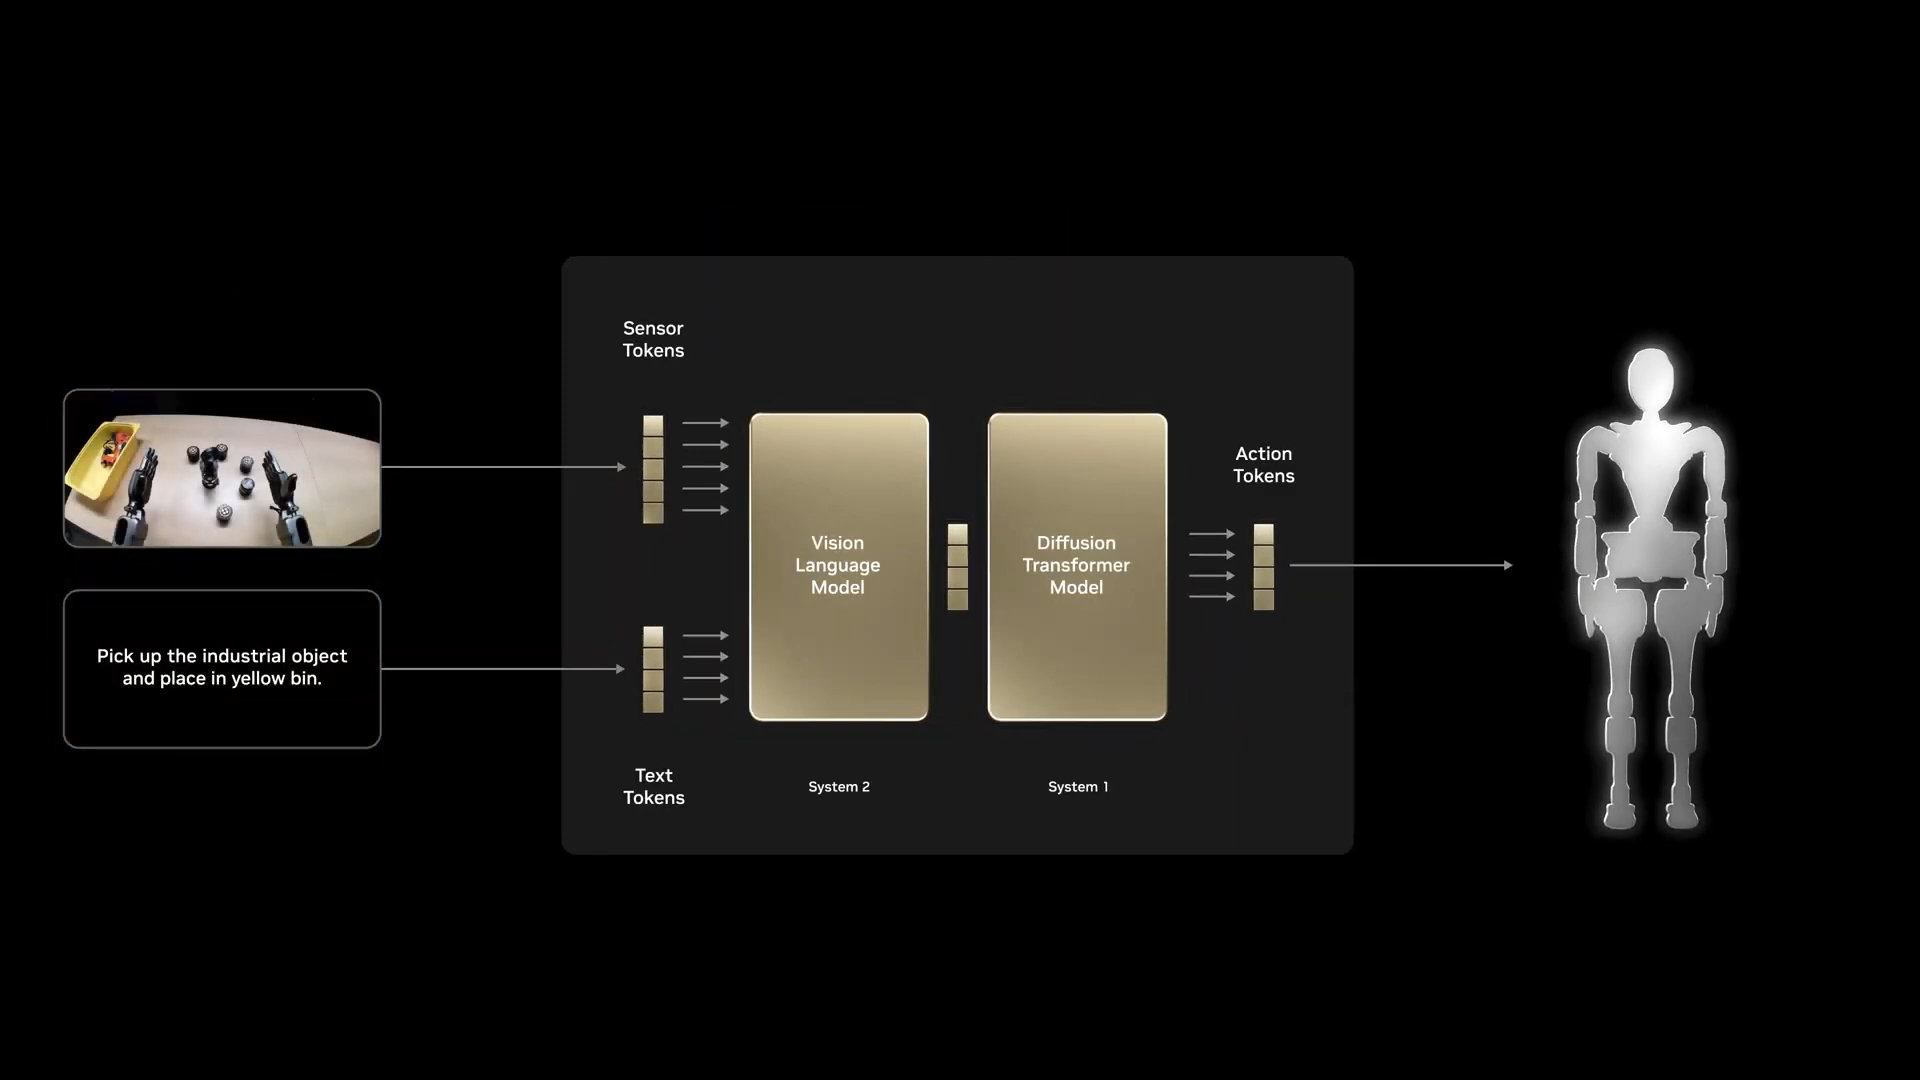 Sensor
Tokens
Pick up the industrial object
and place in yellow bin.
Text
Tokens
Vision
Language
Model
System 2
Diffusion
Transformer
Model
System 1
Action
Tokens